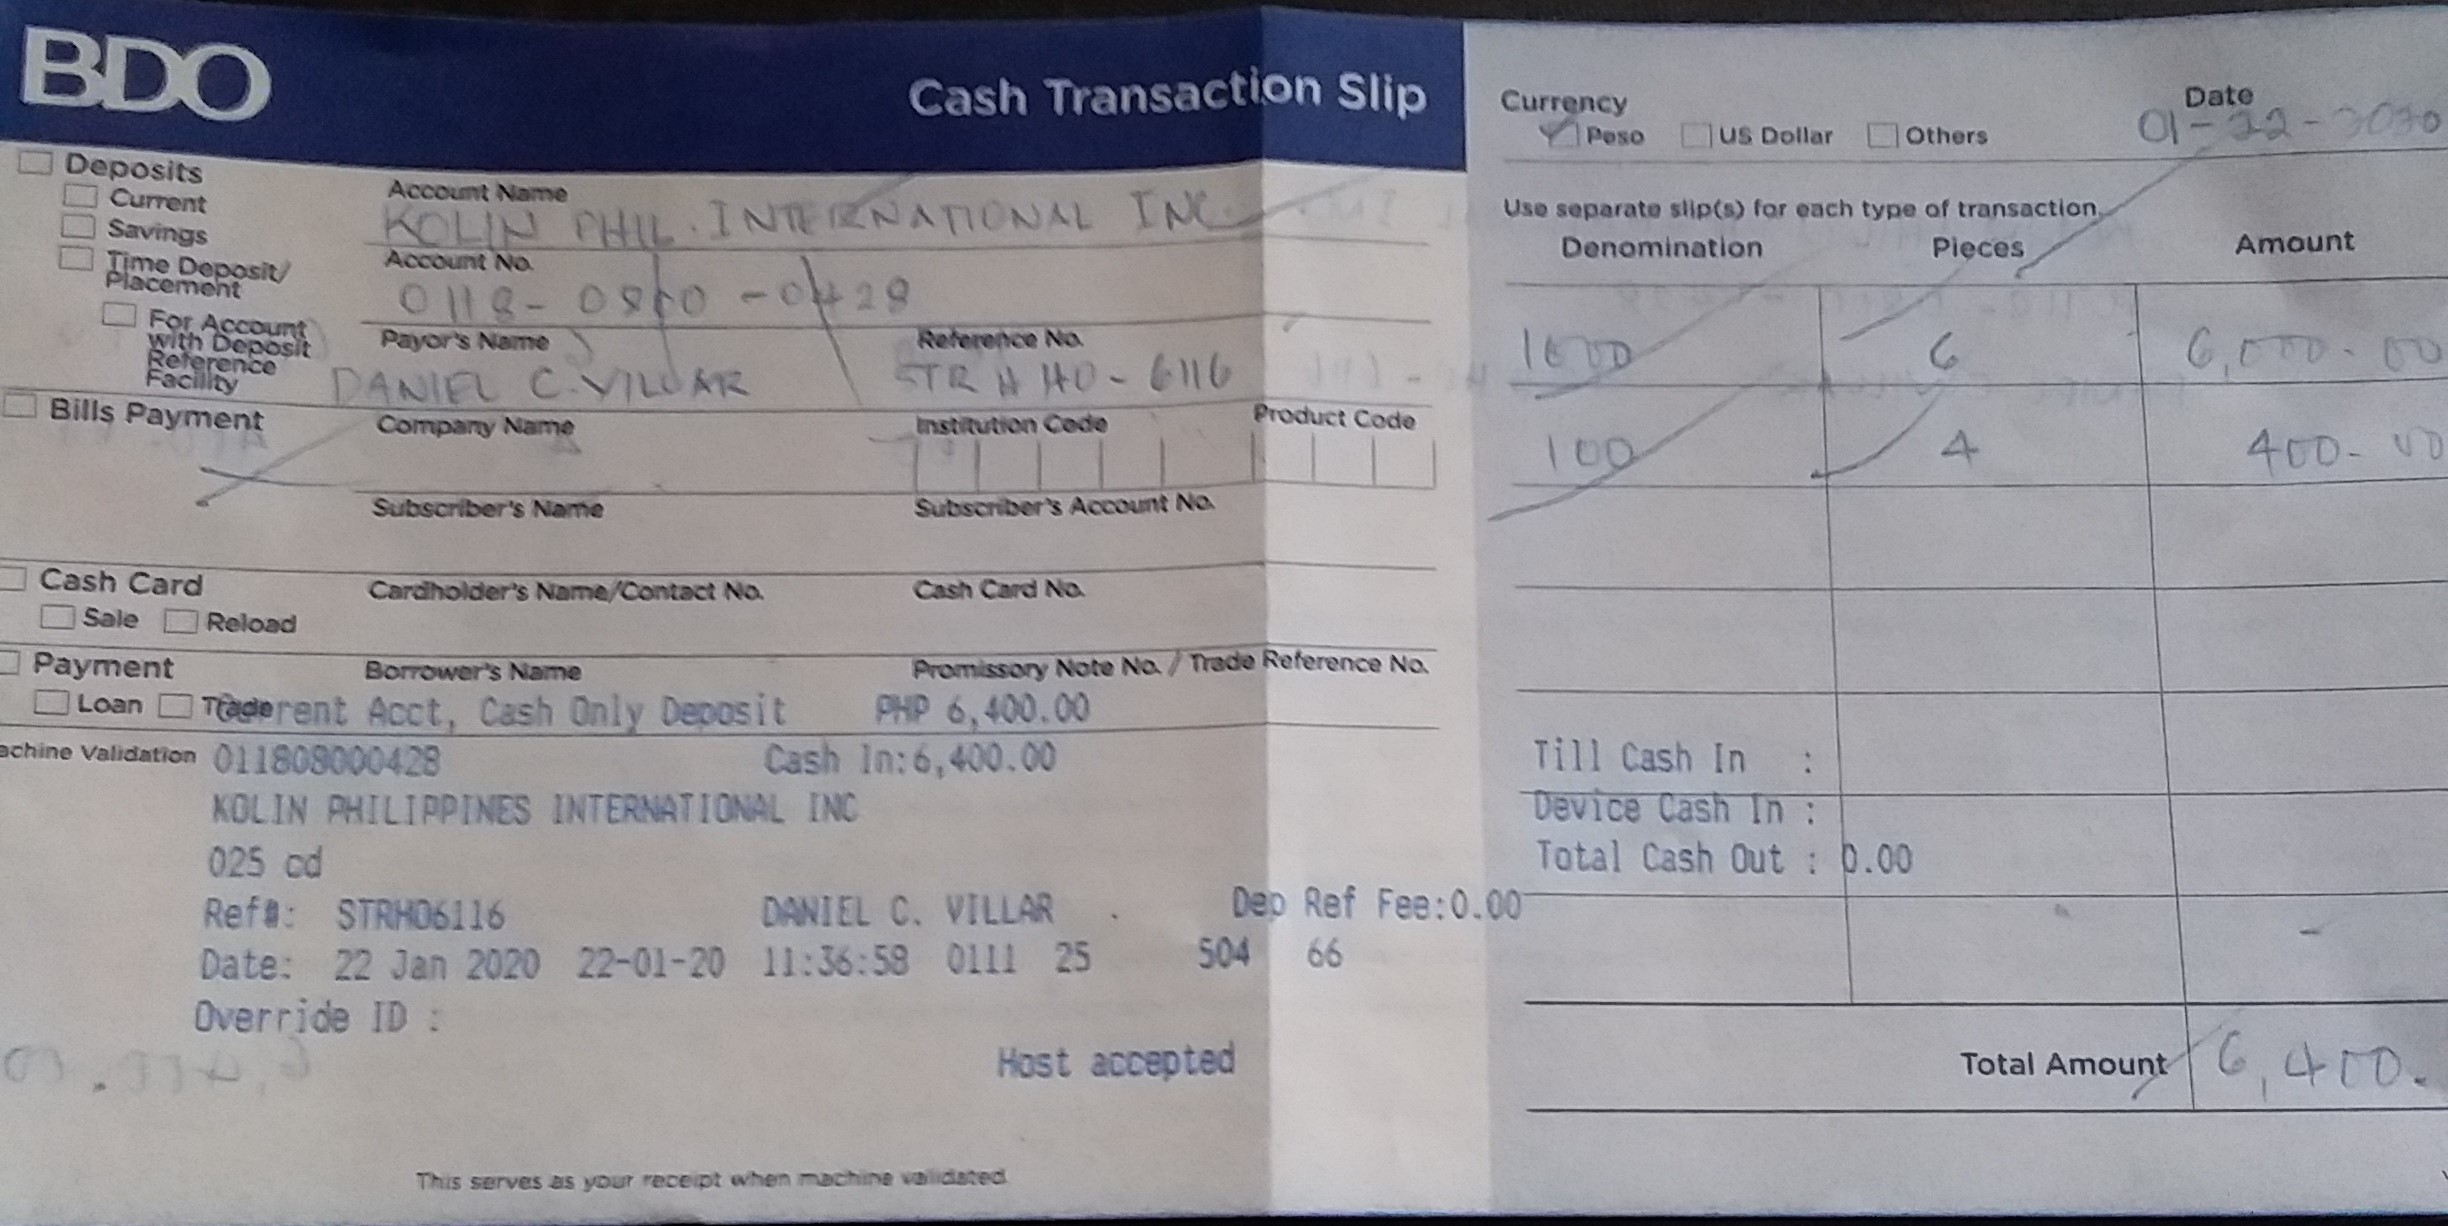 BDO
Cash Transaction Slip
Currency
Peso US Dollar Others
Date
01-22-2020
Deposits
Current
Savings
Time Deposit/
Placement
For Account
with Deposit
Reference
Facility
Account Name
KOLIN PHIL. INTERNATIONAL INC.
Account No.
0118-0800-0428
Payor's Name Reference No.
DANIEL C. VILLAR STR # HO-6116
Bills Payment
Company Name Institution Code Product Code
Subscriber's Name Subscriber's Account No.
Cash Card
Sale Reload
Cardholder's Name/Contact No. Cash Card No.
Payment
Loan Trade
Borrower's Name Promissory Note No. / Trade Reference No.
Current Acct, Cash Only Deposit PHP 6,400.00
achine Validation 011808000428 Cash In:6,400.00
KOLIN PHILIPPINES INTERNATIONAL INC
025 cd
Ref#: STRHO6116 DANIEL C. VILLAR . Dep Ref Fee:0.00
Date: 22 Jan 2020 22-01-20 11:36:58 0111 25 504 66
Override ID :
Host accepted
This serves as your receipt when machine validated.
Use separate slip(s) for each type of transaction.
Denomination Pieces Amount
1000 6 6,000.00
100 4 400.00
Till Cash In :
Device Cash In :
Total Cash Out : 0.00
Total Amount 6,400.